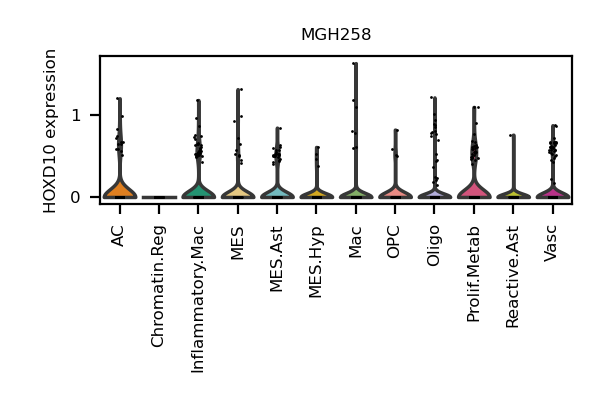 MGH258
HOXD10 expression
1
0
AC
Chromatin.Reg
Inflammatory.Mac
MES
MES.Ast
MES.Hyp
Mac
OPC
Oligo
Prolif.Metab
Reactive.Ast
Vasc